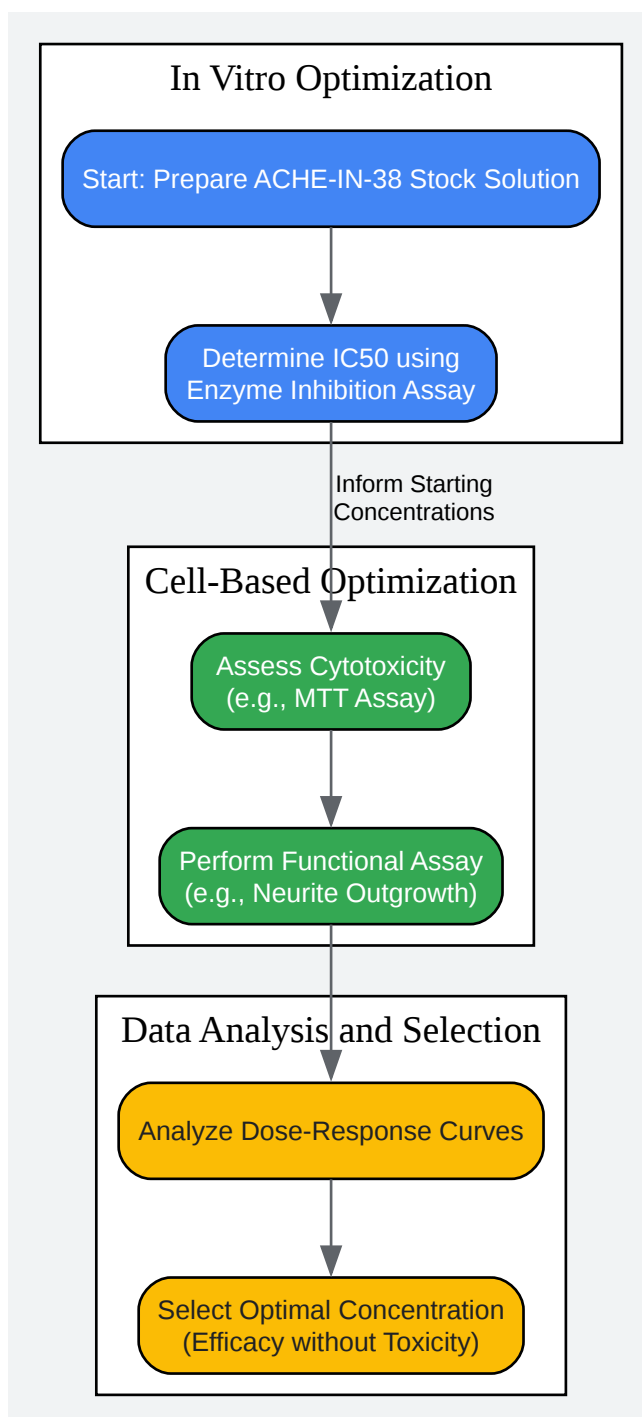 In Vitro Optimization
Start: Prepare ACHE-IN-38 Stock Solution
Determine IC50 using
Enzyme Inhibition Assay
Inform Starting
Concentrations
Cell-Based Optimization
Assess Cytotoxicity
(e.g., MTT Assay)
Perform Functional Assay
(e.g., Neurite Outgrowth)
Data Analysis and Selection
Analyze Dose-Response Curves
Select Optimal Concentration
(Efficacy without Toxicity)